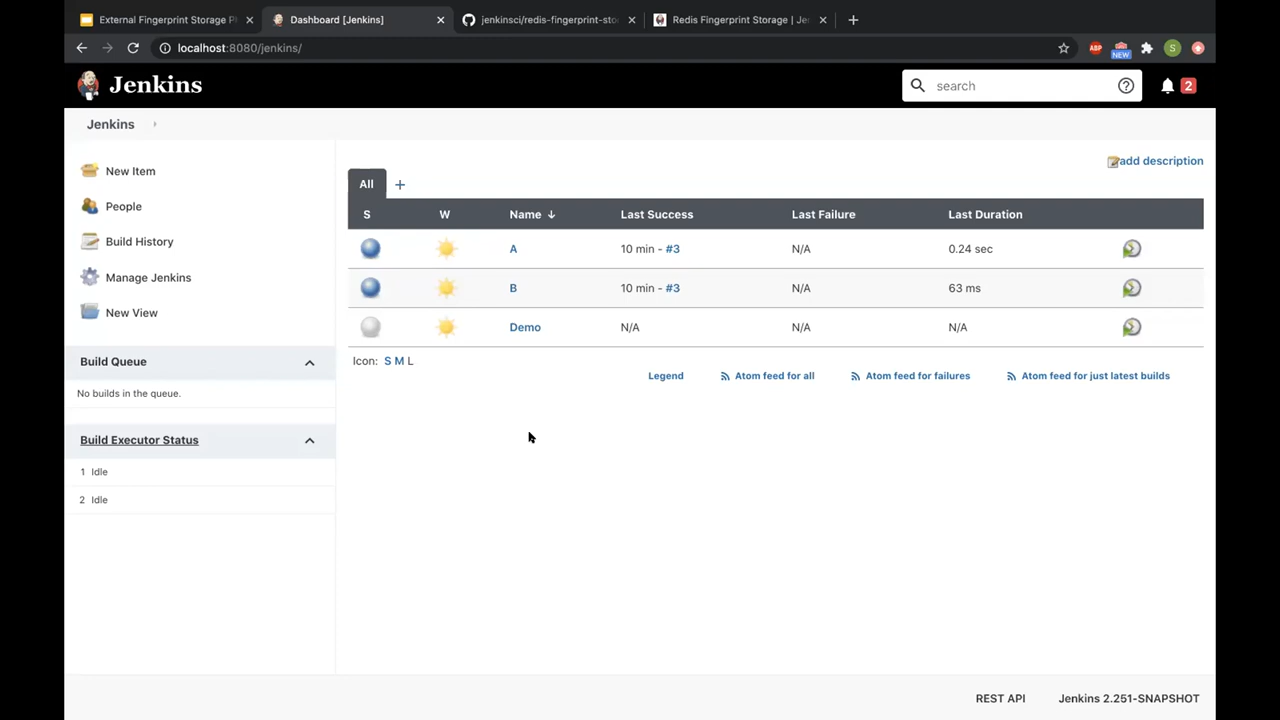 External Fingerprint Storage Ph
Dashboard [Jenkins]
jenkinsci/redis-fingerprint-sto
Redis Fingerprint Storage | Je
localhost:8080/jenkins/
ABP
NEW
S
Jenkins
search
2
Jenkins
New Item
People
Build History
Manage Jenkins
New View
Build Queue
No builds in the queue.
Build Executor Status
1 Idle
2 Idle
add description
All +
S W Name ↓ Last Success Last Failure Last Duration
A 10 min - #3 N/A 0.24 sec
B 10 min - #3 N/A 63 ms
Demo N/A N/A N/A
Icon: S M L
Legend Atom feed for all Atom feed for failures Atom feed for just latest builds
REST API Jenkins 2.251-SNAPSHOT